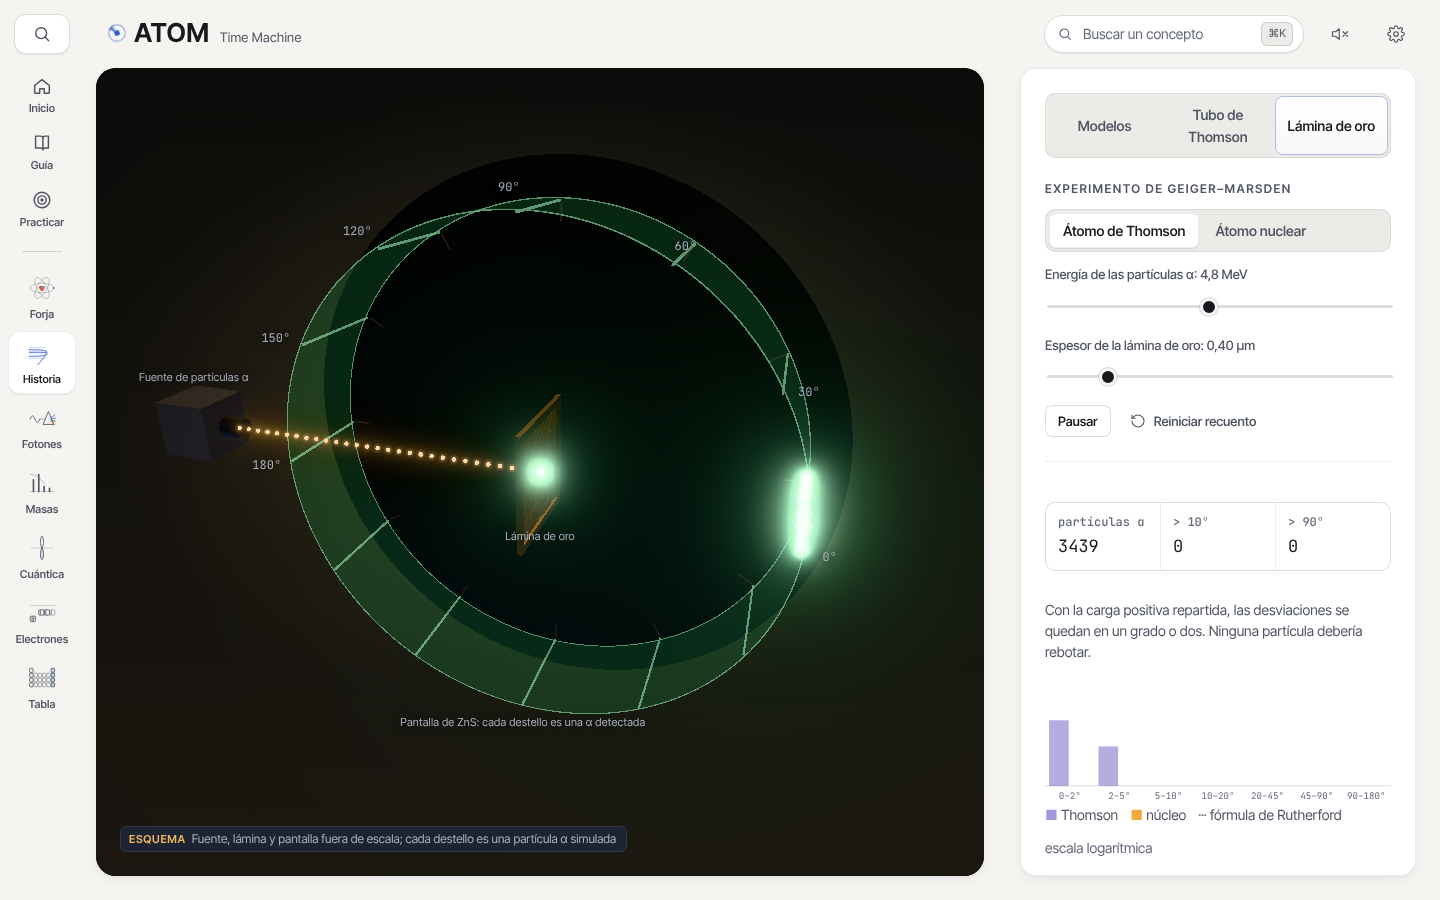 ATOM Time Machine
Buscar un concepto ⌘K
Inicio
Guía
Practicar
Forja
Historia
Fotones
Masas
Cuántica
Electrones
Tabla
90°
120°
60°
150°
30°
Fuente de partículas α
180°
Lámina de oro
0°
Pantalla de ZnS: cada destello es una α detectada
ESQUEMA Fuente, lámina y pantalla fuera de escala; cada destello es una partícula α simulada
Modelos
Tubo de
Thomson
Lámina de oro
EXPERIMENTO DE GEIGER–MARSDEN
Átomo de Thomson Átomo nuclear
Energía de las partículas α: 4,8 MeV
Espesor de la lámina de oro: 0,40 µm
Pausar Reiniciar recuento
partículas α > 10° > 90°
3439 0 0
Con la carga positiva repartida, las desviaciones se
quedan en un grado o dos. Ninguna partícula debería
rebotar.
0–2° 2–5° 5–10° 10–20° 20–45° 45–90° 90–180°
Thomson núcleo ┄ fórmula de Rutherford
escala logarítmica